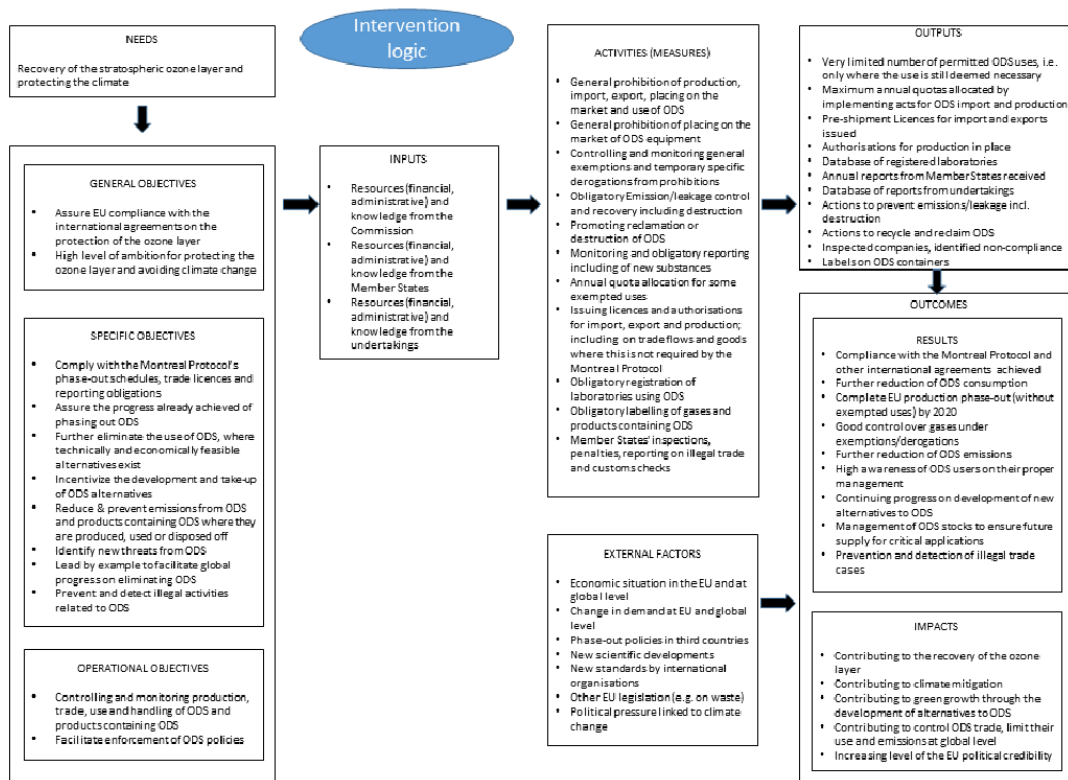 Intervention
logic
NEEDS
Recovery of the stratospheric ozone layer and
protecting the climate
GENERAL OBJECTIVES
• Assure EU compliance with the
international agreements on the
protection of the ozone layer
• High level of ambition for protecting the
ozone layer and avoiding climate change
SPECIFIC OBJECTIVES
• Comply with the Montreal Protocol's
phase-out schedules, trade licences and
reporting obligations
• Assure the progress already achieved of
phasing out ODS
• Further eliminate the use of ODS, where
technically and economically feasible
alternatives exist
• Incentivize the development and take-up
of ODS alternatives
• Reduce & prevent emissions from ODS
and products containing ODS where they
are produced, used or disposed off
• Identify new threats from ODS
• Lead by example to facilitate global
progress on eliminating ODS
• Prevent and detect illegal activities
related to ODS
OPERATIONAL OBJECTIVES
• Controlling and monitoring production,
trade, use and handling of ODS and
products containing ODS
• Facilitate enforcement of ODS policies
INPUTS
• Resources (financial,
administrative) and
knowledge from the
Commission
• Resources (financial,
administrative) and
knowledge from the
Member States
• Resources (financial,
administrative) and
knowledge from the
undertakings
ACTIVITIES (MEASURES)
• General prohibition of production,
import, export, placing on the
market and use of ODS
• General prohibition of placing on the
market of ODS equipment
• Controlling and monitoring general
exemptions and temporary specific
derogations from prohibitions
• Obligatory Emission/leakage control
and recovery including destruction
• Promoting reclamation or
destruction of ODS
• Monitoring and obligatory reporting
including of new substances
• Annual quota allocation for some
exempted uses
• Issuing licences and authorisations
for import, export and production;
including on trade flows and goods
where this is not required by the
Montreal Protocol
• Obligatory registration of
laboratories using ODS
• Obligatory labelling of gases and
products containing ODS
• Member States' inspections,
penalties, reporting on illegal trade
and customs checks
EXTERNAL FACTORS
• Economic situation in the EU and at
global level
• Change in demand at EU and global
level
• Phase-out policies in third countries
• New scientific developments
• New standards by international
organisations
• Other EU legislation (e.g. on waste)
• Political pressure linked to climate
change
OUTPUTS
• Very limited number of permitted ODS uses, i.e.
only where the use is still deemed necessary
• Maximum annual quotas allocated by
implementing acts for ODS import and production
• Pre-shipment Licences for import and exports
issued
• Authorisations for production in place
• Database of registered laboratories
• Annual reports from Member States received
• Database of reports from undertakings
• Actions to prevent emissions/leakage incl.
destruction
• Actions to recycle and reclaim ODS
• Inspected companies, identified non-compliance
• Labels on ODS containers
OUTCOMES
RESULTS
• Compliance with the Montreal Protocol and
other international agreements achieved
• Further reduction of ODS consumption
• Complete EU production phase-out (without
exempted uses) by 2020
• Good control over gases under
exemptions/derogations
• Further reduction of ODS emissions
• High awareness of ODS users on their proper
management
• Continuing progress on development of new
alternatives to ODS
• Management of ODS stocks to ensure future
supply for critical applications
• Prevention and detection of illegal trade
cases
IMPACTS
• Contributing to the recovery of the ozone
layer
• Contributing to climate mitigation
• Contributing to green growth through the
development of alternatives to ODS
• Contributing to control ODS trade, limit their
use and emissions at global level
• Increasing level of the EU political credibility